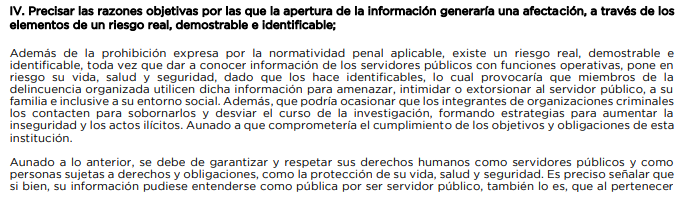 IV. Precisar las razones objetivas por las que la apertura de la información generaría una afectación, a través de los
elementos de un riesgo real, demostrable e identificable;
Además de la prohibición expresa por la normatividad penal aplicable, existe un riesgo real, demostrable e
identificable, toda vez que dar a conocer información de los servidores públicos con funciones operativas, pone en
riesgo su vida, salud y seguridad, dado que los hace identificables, lo cual provocaría que miembros de la
delincuencia organizada utilicen dicha información para amenazar, intimidar o extorsionar al servidor público, a su
familia e inclusive a su entorno social. Además, que podría ocasionar que los integrantes de organizaciones criminales
los contacten para sobornarlos y desviar el curso de la investigación, formando estrategias para aumentar la
inseguridad y los actos ilícitos. Aunado a que comprometería el cumplimiento de los objetivos y obligaciones de esta
institución.
Aunado a lo anterior, se debe de garantizar y respetar sus derechos humanos como servidores públicos y como
personas sujetas a derechos y obligaciones, como la protección de su vida, salud y seguridad. Es preciso señalar que
si bien, su información pudiese entenderse como pública por ser servidor público, también lo es, que al pertenecer